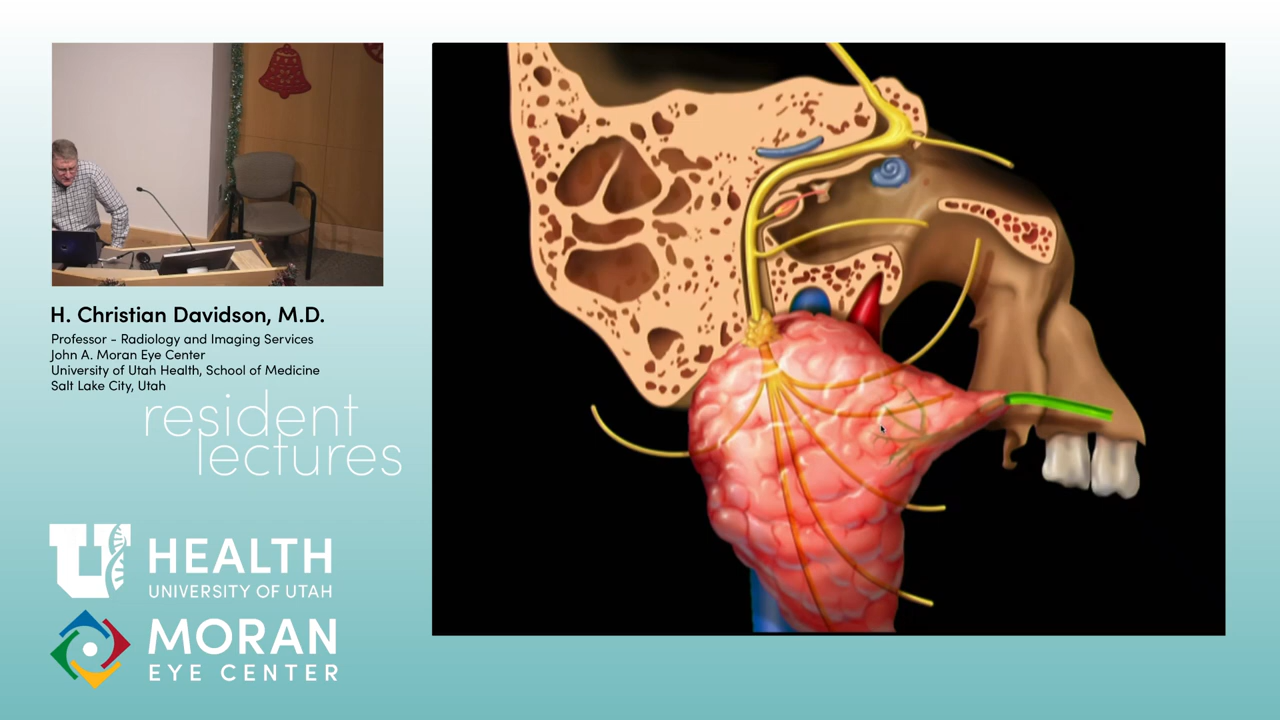 H. Christian Davidson, M.D.
Professor - Radiology and Imaging Services
John A. Moran Eye Center
University of Utah Health, School of Medicine
Salt Lake City, Utah
resident
lectures
U HEALTH
UNIVERSITY OF UTAH
MORAN
EYE CENTER